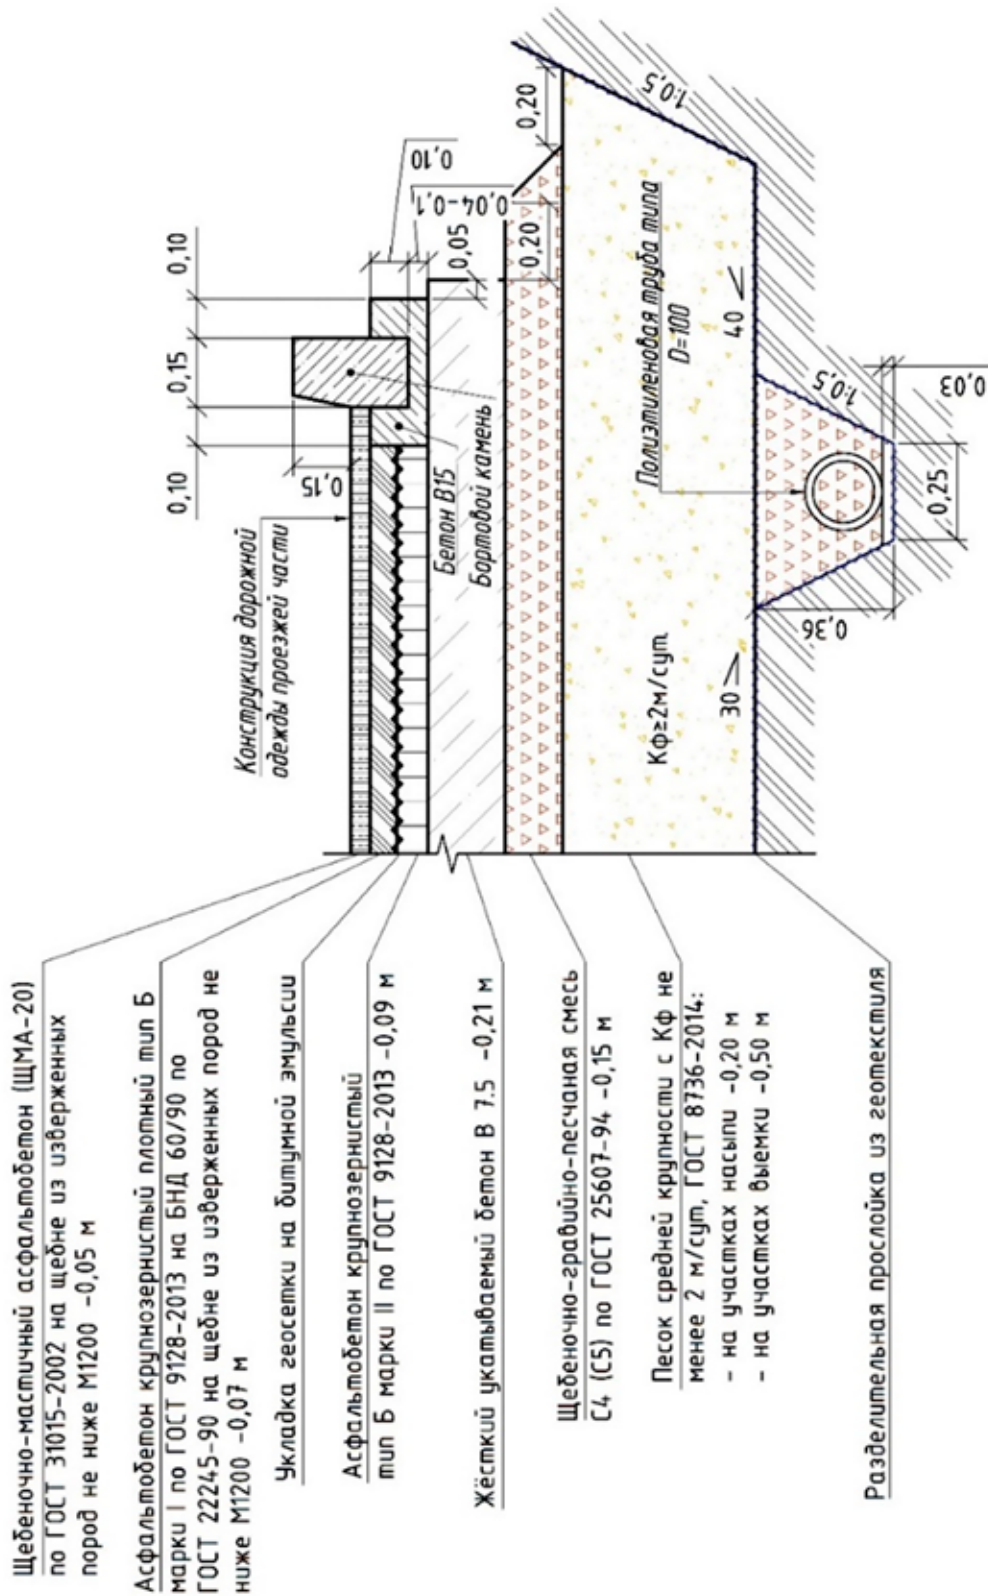 Щебеночно-мастичный асфальтобетон (ЩМА-20)
по ГОСТ 31015-2002 на щебне из изверженных
пород не ниже М1200 -0,05 м
Асфальтобетон крупнозернистый плотный тип Б
марки I по ГОСТ 9128-2013 на БНД 60/90 по
ГОСТ 22245-90 на щебне из изверженных пород не
ниже М1200 -0,07 м
Укладка геосетки на битумной эмульсии
Асфальтобетон крупнозернистый
тип Б марки II по ГОСТ 9128-2013 -0,09 м
Жёсткий укатываемый бетон В 7.5 -0,21 м
Щебеночно-гравийно-песчаная смесь
С4 (С5) по ГОСТ 25607-94 -0,15 м
Песок средней крупности с Кф не
менее 2 м/сут, ГОСТ 8736-2014:
- на участках насыпи -0,20 м
- на участках выемки -0,50 м
Разделительная прослойка из геотекстиля
Конструкция дорожной
одежды проезжей части
0,10
0,15
0,10
0,15
0,10
0,04-0,1
0,05
0,20
0,20
Бетон В15
Бортовой камень
1:0,5
Кф≥2м/сут
Полиэтиленовая труба типа
D=100
30
40
1:0,5
0,36
0,25
0,03